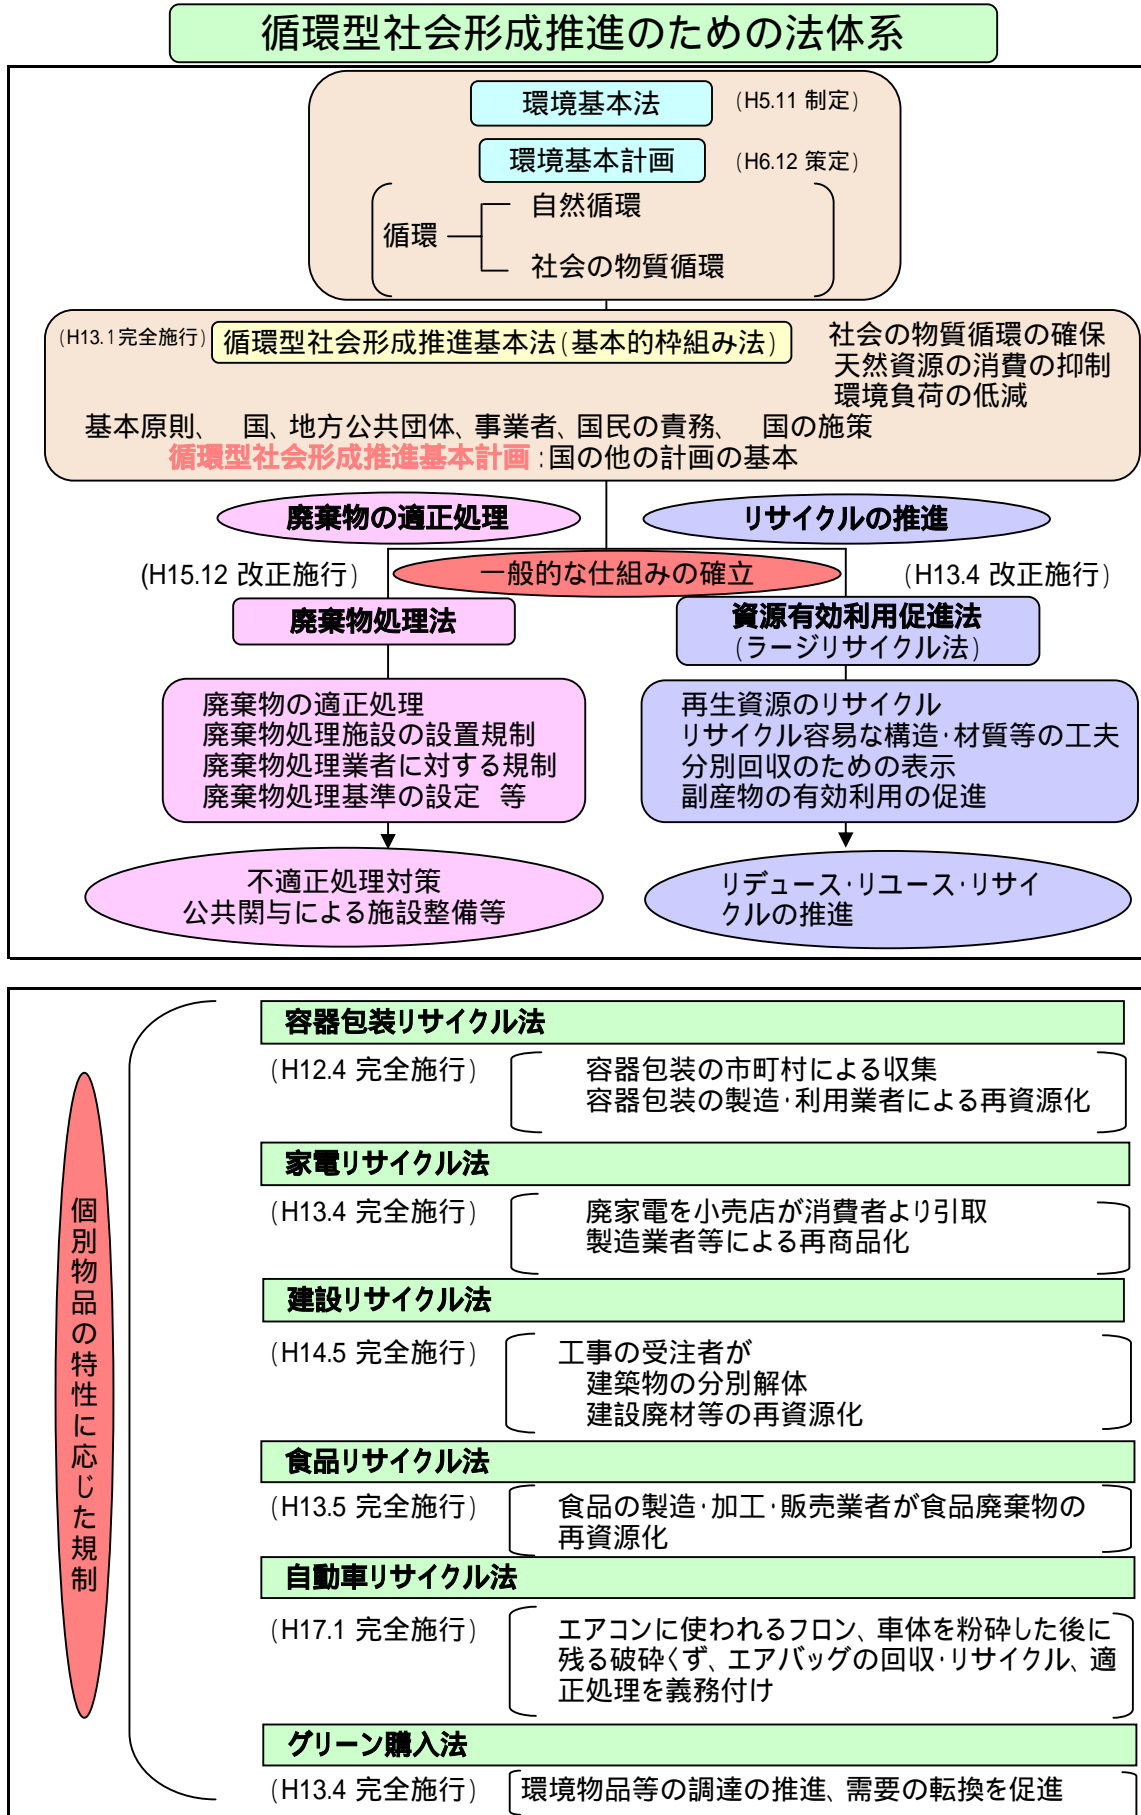 循環型社会形成推進のための法体系
環境基本法
(H5.11 制定)
環境基本計画
(H6.12 策定)
循環
自然循環
社会の物質循環
(H13.1完全施行)
循環型社会形成推進基本法(基本的枠組み法)
社会の物質循環の確保
天然資源の消費の抑制
環境負荷の低減
基本原則、 国、地方公共団体、事業者、国民の責務、 国の施策
循環型社会形成推進基本計画:国の他の計画の基本
廃棄物の適正処理
リサイクルの推進
(H15.12 改正施行)
一般的な仕組みの確立
(H13.4 改正施行)
廃棄物処理法
資源有効利用促進法
(ラージリサイクル法)
廃棄物の適正処理
廃棄物処理施設の設置規制
廃棄物処理業者に対する規制
廃棄物処理基準の設定 等
再生資源のリサイクル
リサイクル容易な構造・材質等の工夫
分別回収のための表示
副産物の有効利用の促進
不適正処理対策
公共関与による施設整備等
リデュース・リユース・リサイ
クルの推進
個別物品の特性に応じた規制
容器包装リサイクル法
(H12.4 完全施行)
容器包装の市町村による収集
容器包装の製造・利用業者による再資源化
家電リサイクル法
(H13.4 完全施行)
廃家電を小売店が消費者より引取
製造業者等による再商品化
建設リサイクル法
(H14.5 完全施行)
工事の受注者が
建築物の分別解体
建設廃材等の再資源化
食品リサイクル法
(H13.5 完全施行)
食品の製造・加工・販売業者が食品廃棄物の
再資源化
自動車リサイクル法
(H17.1 完全施行)
エアコンに使われるフロン、車体を粉砕した後に
残る破砕くず、エアバッグの回収・リサイクル、適
正処理を義務付け
グリーン購入法
(H13.4 完全施行)
環境物品等の調達の推進、需要の転換を促進